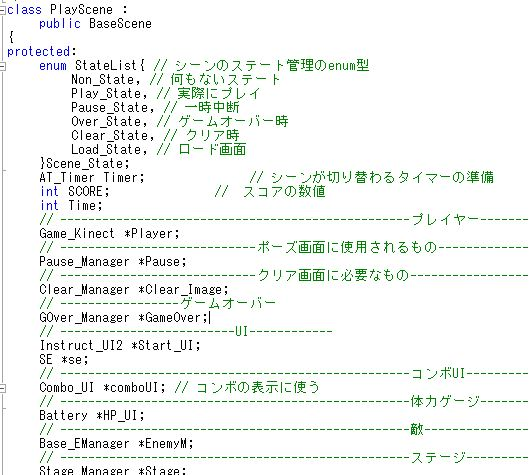 class PlayScene :
public BaseScene
{
protected:
enum StateList{ // シーンのステート管理のenum型
Non_State, // 何もないステート
Play_State, // 実際にプレイ
Pause_State, // 一時中断
Over_State, // ゲームオーバー時
Clear_State, // クリア時
Load_State, // ロード画面
}Scene_State;
AT_Timer Timer; // シーンが切り替わるタイマーの準備
int SCORE; // スコアの数値
int Time;
// --------------------------------------------------プレイヤー-------
Game_Kinect *Player;
// ----------------------------ポーズ画面に使用されるもの-------------
Pause_Manager *Pause;
// ----------------------------クリア画面に必要なもの-----------------
Clear_Manager *Clear_Image;
// -----------------ゲームオーバー
GOver_Manager *GameOver;
// -------------------------UI------------
Instruct_UI2 *Start_UI;
SE *se;
// --------------------------------------------------コンボUI---------
Combo_UI *comboUI; // コンボの表示に使う
// --------------------------------------------------体力ゲージ-------
Battery *HP_UI;
// --------------------------------------------------敵---------------
Base_EManager *EnemyM;
// --------------------------------------------------ステージ---------
Stage_Manager *Stage;